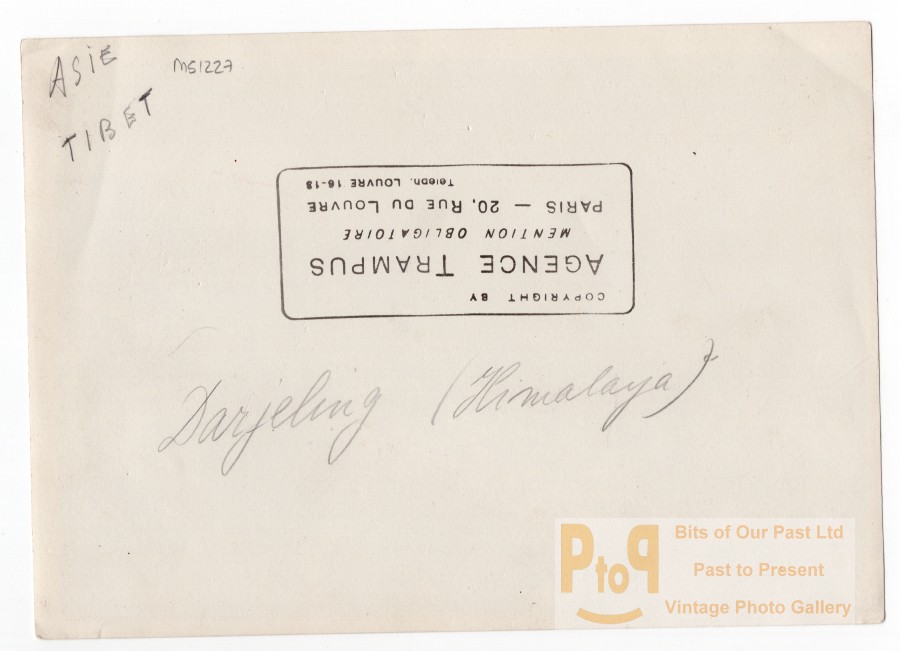 ASIE
TIBET
MS1227
COPYRIGHT BY
AGENCE TRAMPUS
MENTION OBLIGATOIRE
PARIS — 20, RUE DU LOUVRE
Teleph. LOUVRE 16-18
Darjeling (Himalaya)
PtoP
Bits of Our Past Ltd
Past to Present
Vintage Photo Gallery